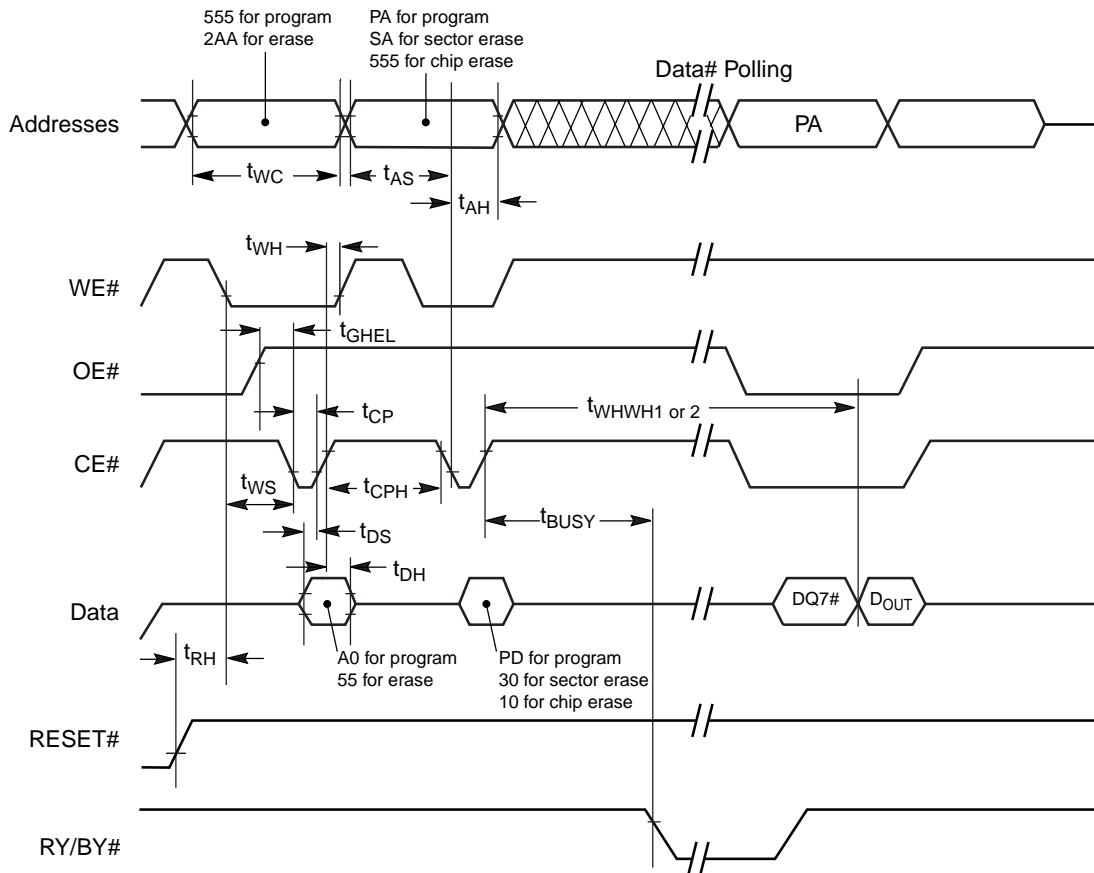 555 for program
2AA for erase
PA for program
SA for sector erase
555 for chip erase
Data# Polling
Addresses
PA
tWC
tAS
tAH
tWH
WE#
tGHEL
OE#
tWHWH1 or 2
tCP
CE#
tWS
tCPH
tBUSY
tDS
tDH
Data
DQ7#
DOUT
tRH
A0 for program
55 for erase
PD for program
30 for sector erase
10 for chip erase
RESET#
RY/BY#